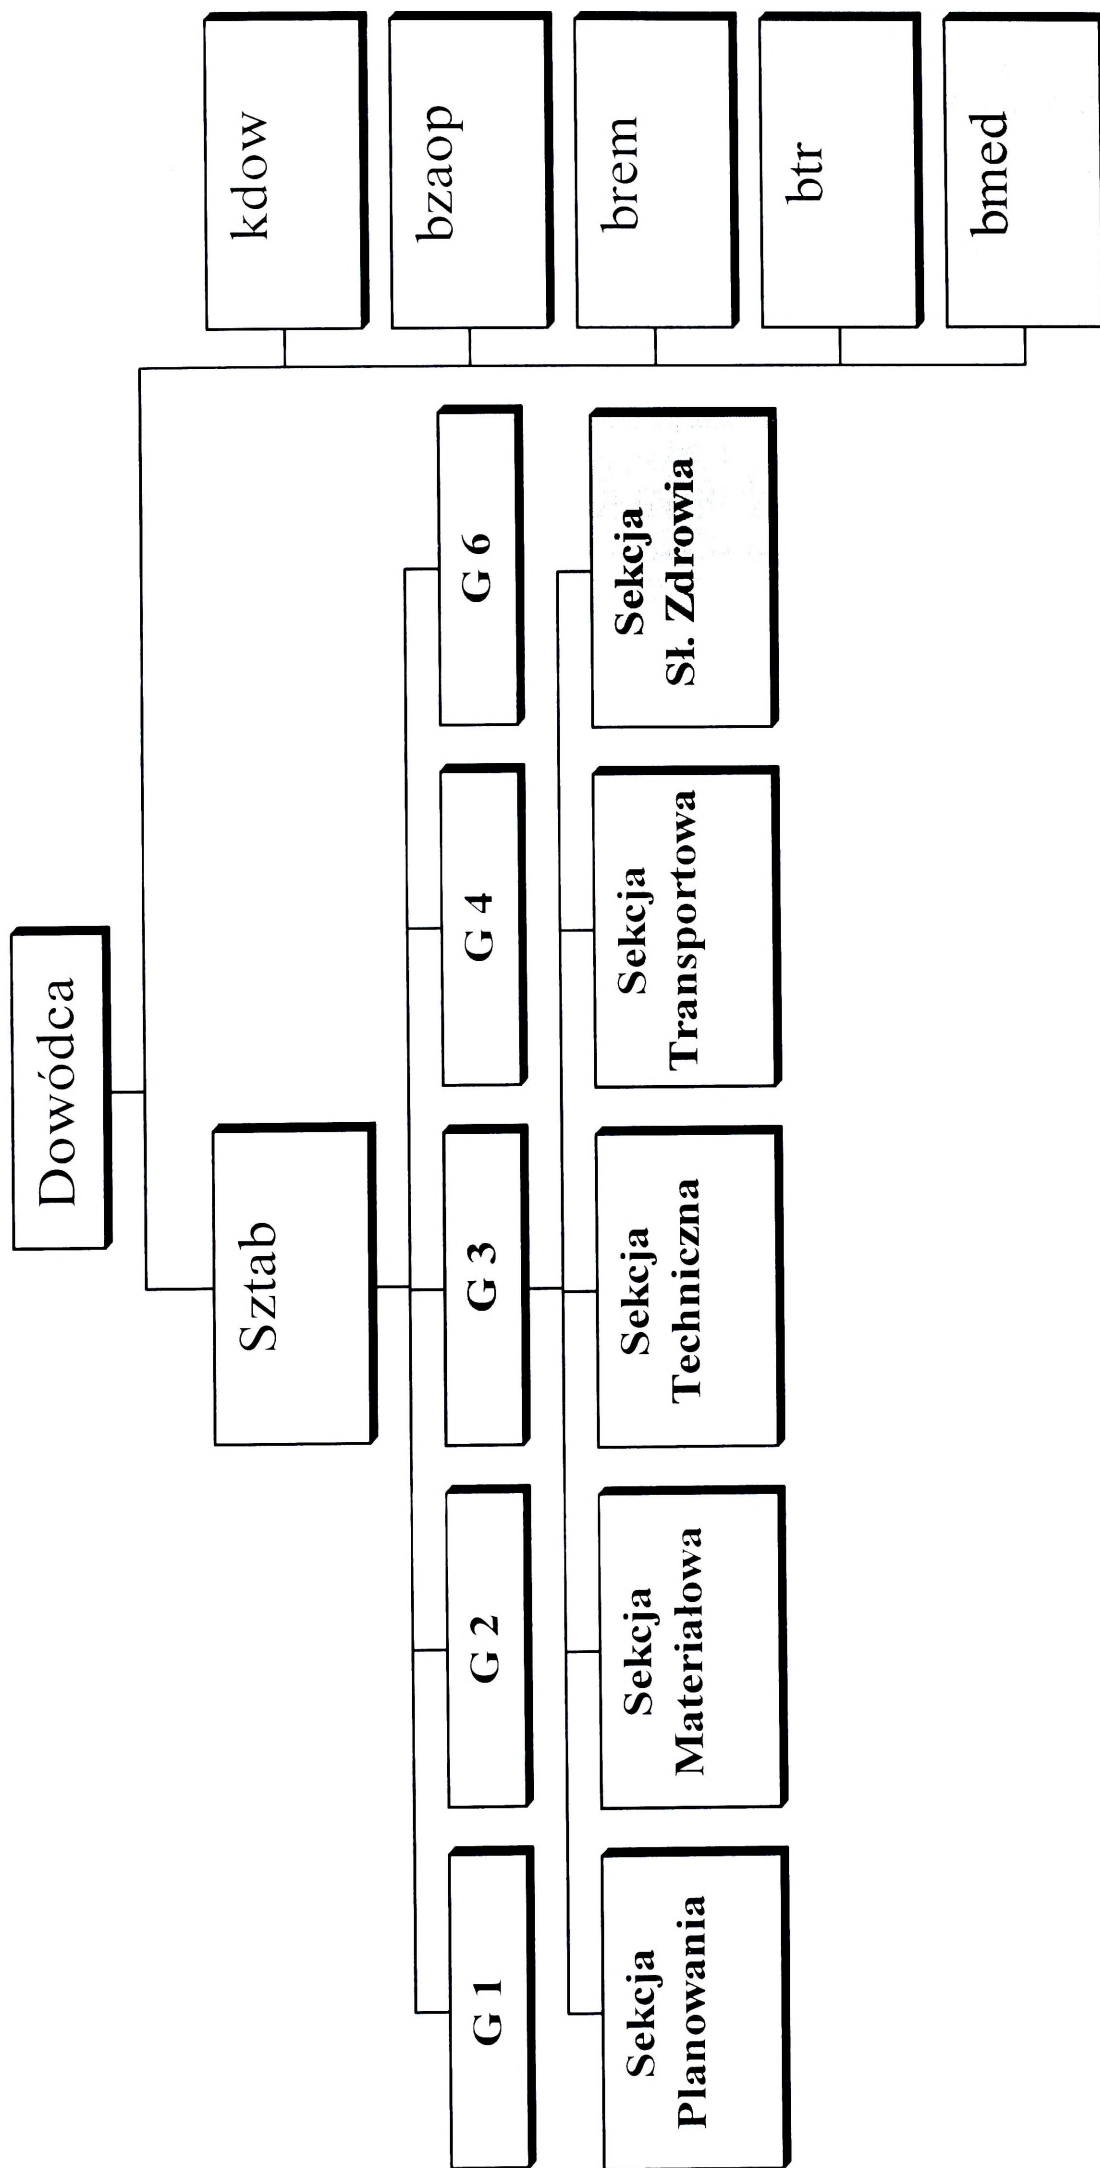 Dowódca
Sztab
kdow
bzaop
brem
btr
bmed
G 1
G 2
G 3
G 4
G 6
Sekcja
Planowania
Sekcja
Materiałowa
Sekcja
Techniczna
Sekcja
Transportowa
Sekcja
Sł. Zdrowia